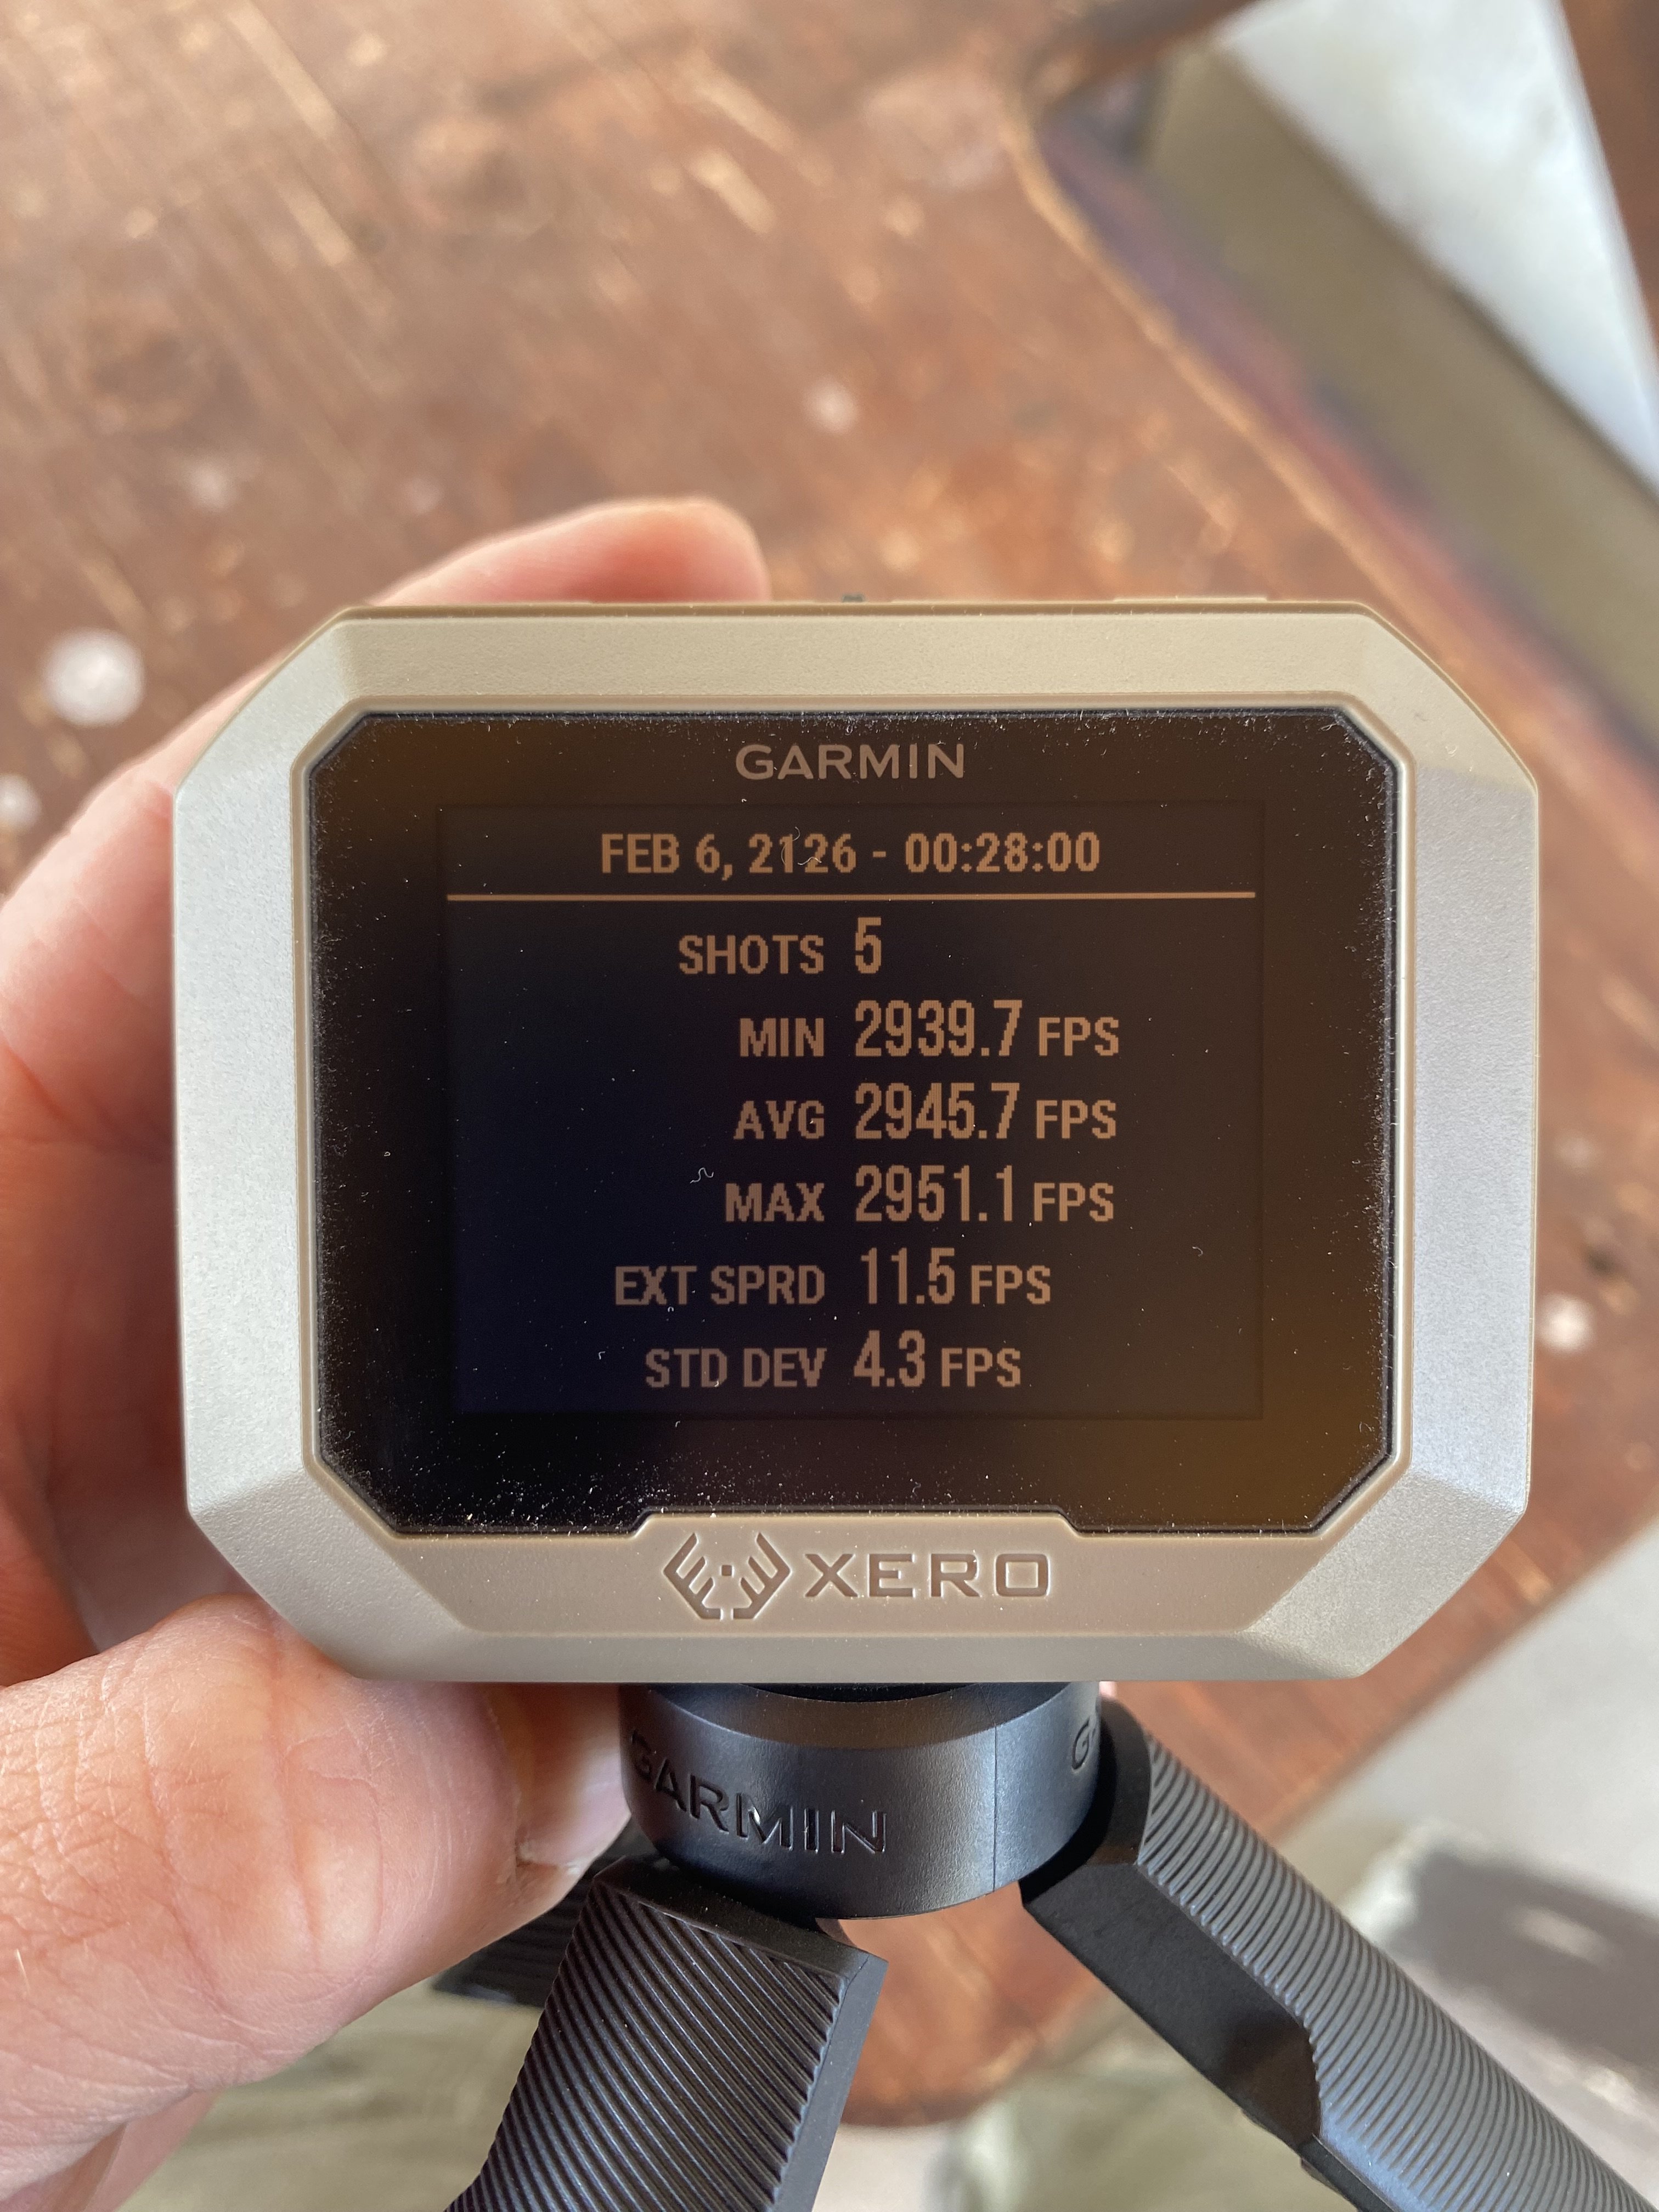 GARMIN
FEB 6, 2126 - 00:28:00
SHOTS 5
MIN 2939.7 FPS
AVG 2945.7 FPS
MAX 2951.1 FPS
EXT SPRD 11.5 FPS
STD DEV 4.3 FPS
XERO
GARMIN